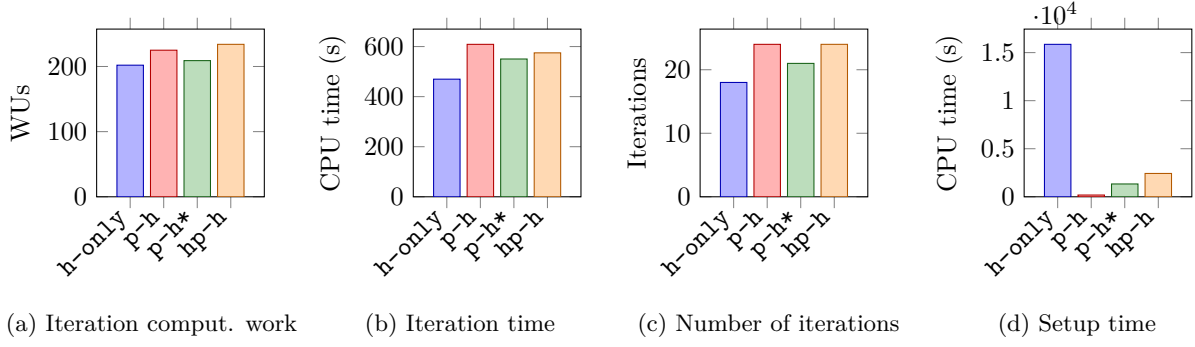 WUs
200
100
0
h-only
p-h
p-h*
hp-h
(a) Iteration comput. work
CPU time (s)
600
400
200
0
h-only
p-h
p-h*
hp-h
(b) Iteration time
Iterations
20
10
0
h-only
p-h
p-h*
hp-h
(c) Number of iterations
·10⁴
CPU time (s)
1.5
1
0.5
0
h-only
p-h
p-h*
hp-h
(d) Setup time